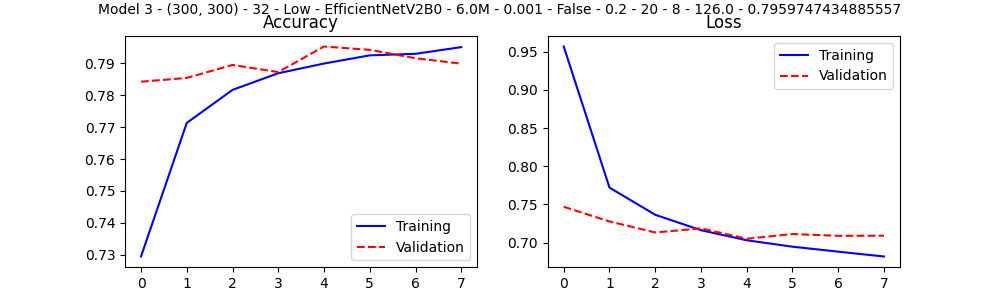 Model 3 - (300, 300) - 32 - Low - EfficientNetV2B0 - 6.0M - 0.001 - False - 0.2 - 20 - 8 - 126.0 - 0.7959747434885557
Accuracy
0.79
0.78
0.77
0.76
0.75
0.74
0.73
Training
Validation
0 1 2 3 4 5 6 7
Loss
0.95
0.90
0.85
0.80
0.75
0.70
Training
Validation
0 1 2 3 4 5 6 7